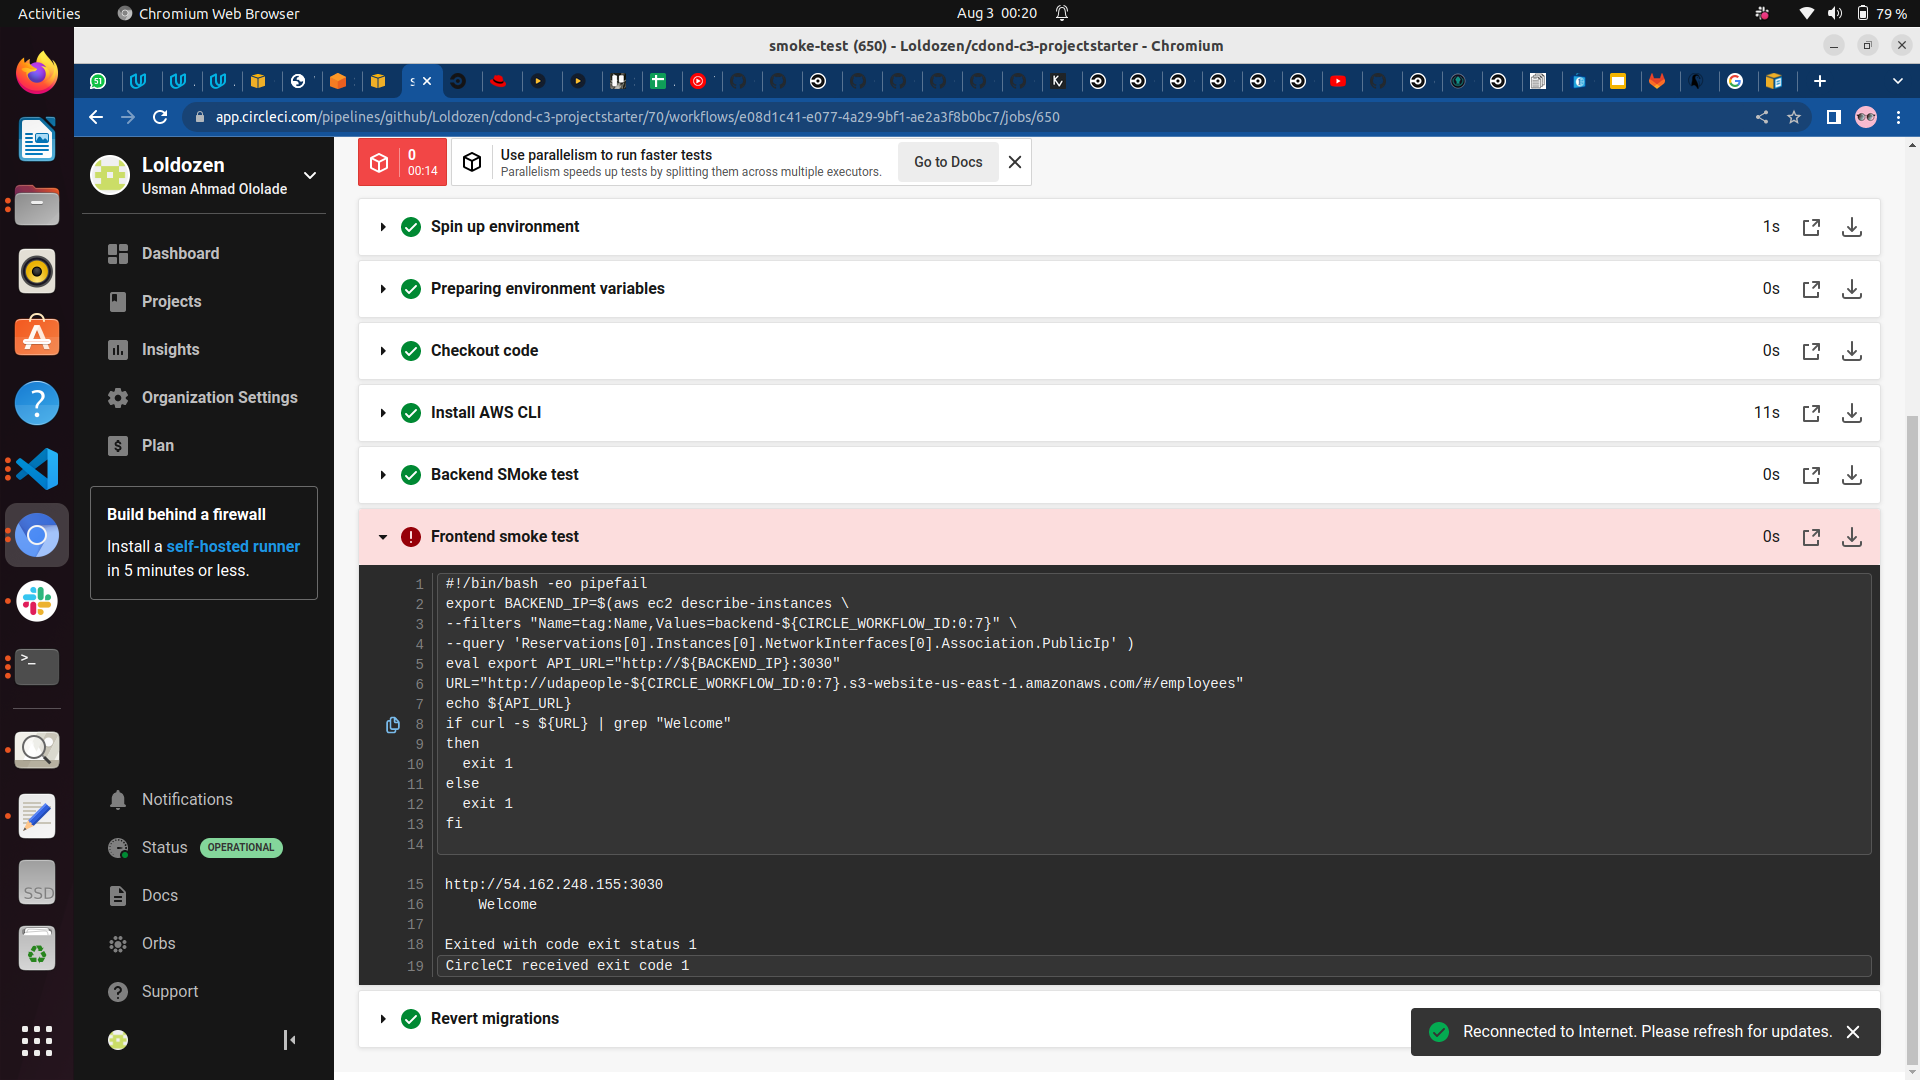 Activities
Chromium Web Browser
Aug 3 00:20
79 %
smoke-test (650) - Loldozen/cdond-c3-projectstarter - Chromium
app.circleci.com/pipelines/github/Loldozen/cdond-c3-projectstarter/70/workflows/e08d1c41-e077-4a29-9bf1-ae2a3f8b0bc7/jobs/650
Loldozen
Usman Ahmad Ololade
Dashboard
Projects
Insights
Organization Settings
Plan
Build behind a firewall
Install a self-hosted runner
in 5 minutes or less.
Notifications
Status OPERATIONAL
Docs
Orbs
Support
SSD
0
00:14
Use parallelism to run faster tests
Parallelism speeds up tests by splitting them across multiple executors.
Go to Docs
Spin up environment 1s
Preparing environment variables 0s
Checkout code 0s
Install AWS CLI 11s
Backend SMoke test 0s
Frontend smoke test 0s
1 #!/bin/bash -eo pipefail
2 export BACKEND_IP=$(aws ec2 describe-instances \
3 --filters "Name=tag:Name,Values=backend-${CIRCLE_WORKFLOW_ID:0:7}" \
4 --query 'Reservations[0].Instances[0].NetworkInterfaces[0].Association.PublicIp' )
5 eval export API_URL="http://${BACKEND_IP}:3030"
6 URL="http://udapeople-${CIRCLE_WORKFLOW_ID:0:7}.s3-website-us-east-1.amazonaws.com/#/employees"
7 echo ${API_URL}
8 if curl -s ${URL} | grep "Welcome"
9 then
10 exit 1
11 else
12 exit 1
13 fi
14
15 http://54.162.248.155:3030
16 Welcome
17
18 Exited with code exit status 1
19 CircleCI received exit code 1
Revert migrations
Reconnected to Internet. Please refresh for updates.